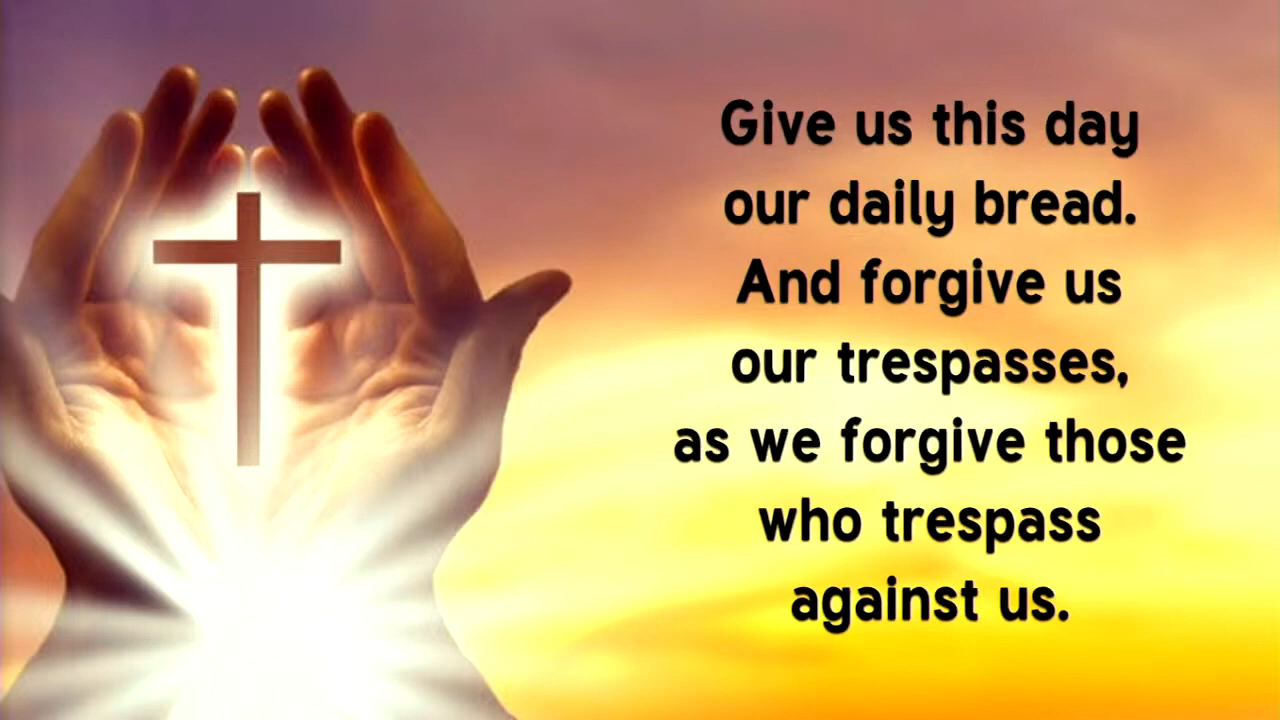 Give us this day
our daily bread.
And forgive us
our trespasses,
as we forgive those
who trespass
against us.